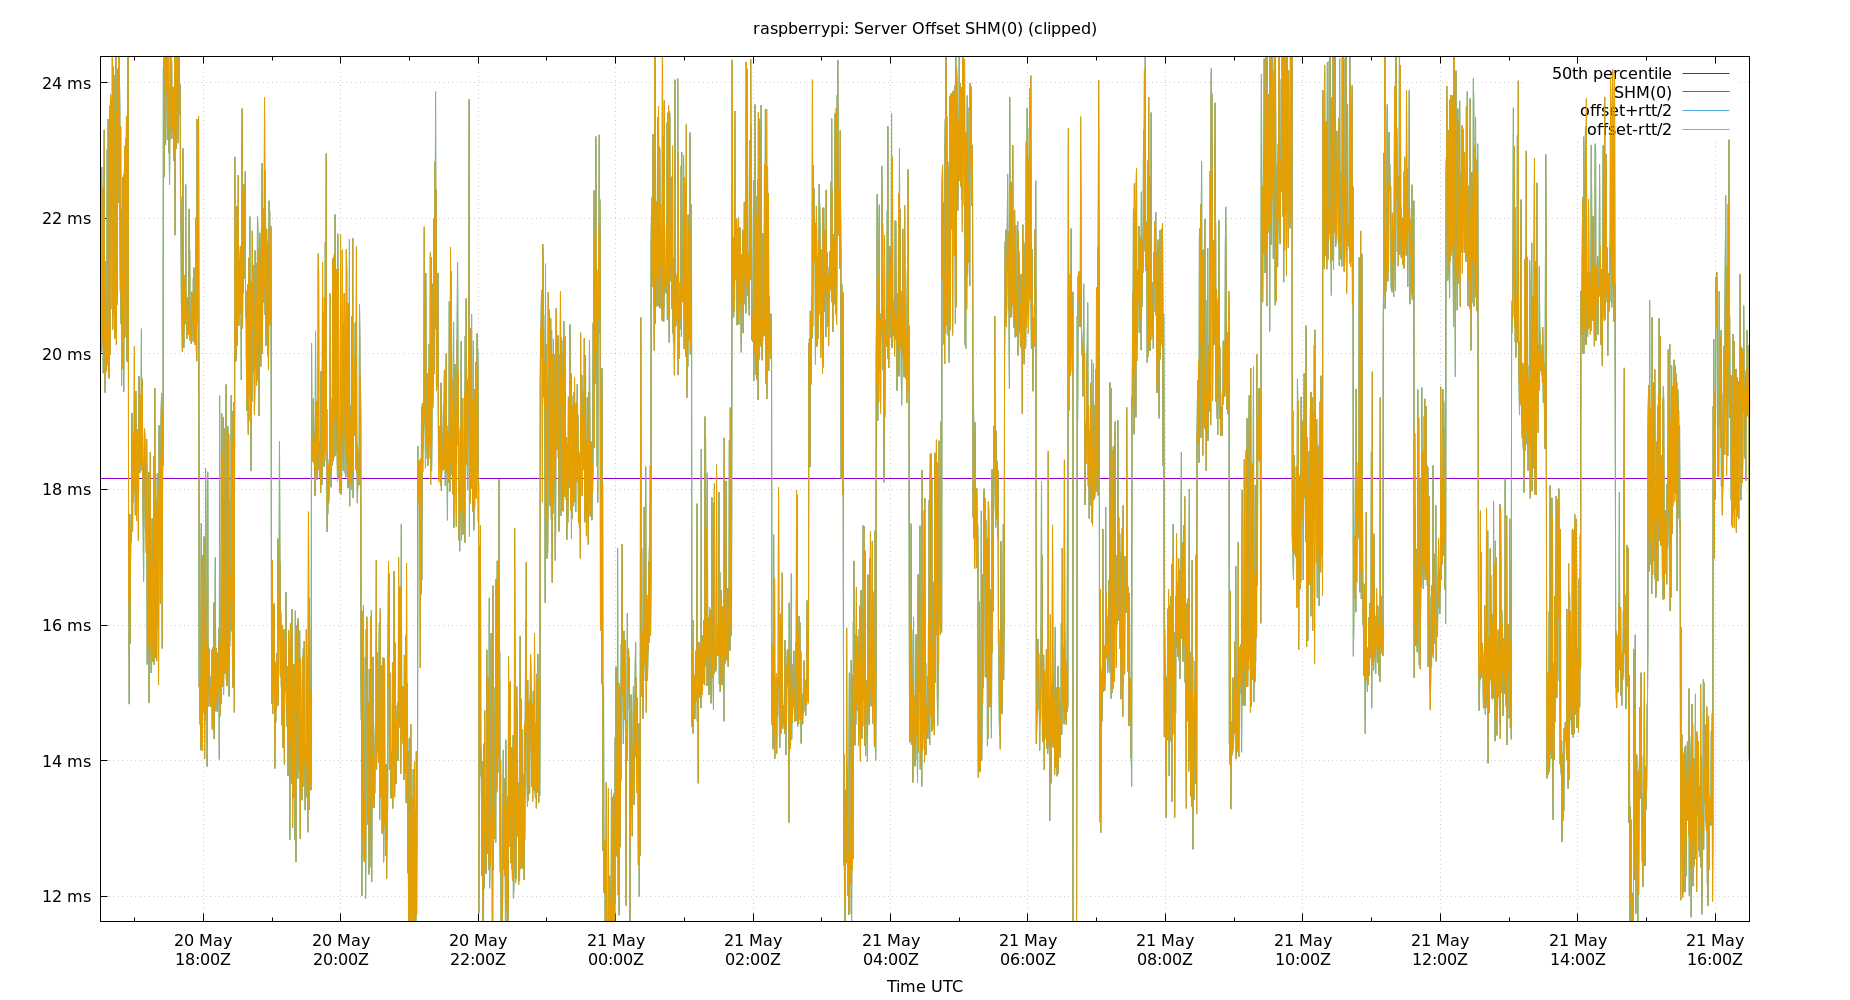 raspberrypi: Server Offset SHM(0) (clipped)
24 ms
22 ms
20 ms
18 ms
16 ms
14 ms
12 ms
50th percentile
SHM(0)
offset+rtt/2
offset-rtt/2
20 May 20 May 20 May 21 May 21 May 21 May 21 May 21 May 21 May 21 May 21 May 21 May
18:00Z 20:00Z 22:00Z 00:00Z 02:00Z 04:00Z 06:00Z 08:00Z 10:00Z 12:00Z 14:00Z 16:00Z
Time UTC